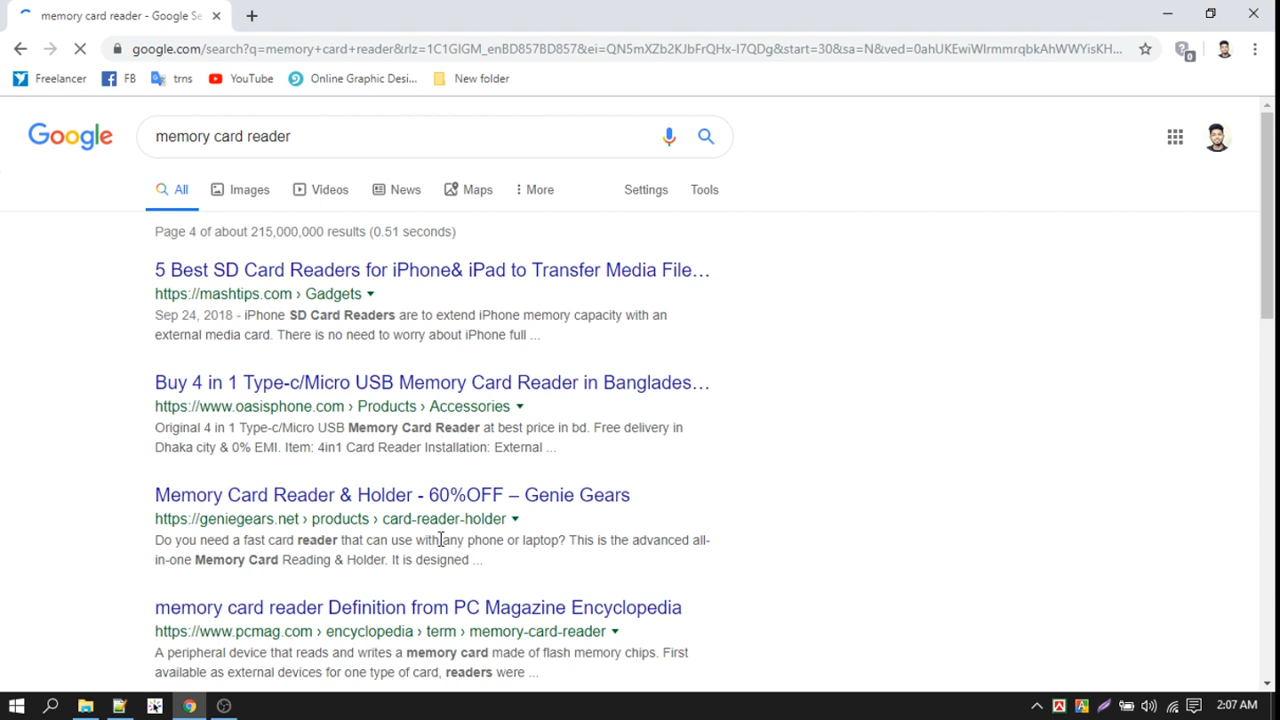 memory card reader - Google Se
google.com/search?q=memory+card+reader&rlz=1C1GIGM_enBD857BD857&ei=QN5mXZb2KJbFrQHx-I7QDg&start=30&sa=N&ved=0ahUKEwiWIrmmrqbkAhWWYisKH...
Freelancer FB trns YouTube Online Graphic Desi... New folder
Google memory card reader
All Images Videos News Maps More Settings Tools
Page 4 of about 215,000,000 results (0.51 seconds)
5 Best SD Card Readers for iPhone& iPad to Transfer Media File...
https://mashtips.com › Gadgets
Sep 24, 2018 - iPhone SD Card Readers are to extend iPhone memory capacity with an
external media card. There is no need to worry about iPhone full ...
Buy 4 in 1 Type-c/Micro USB Memory Card Reader in Banglades...
https://www.oasisphone.com › Products › Accessories
Original 4 in 1 Type-c/Micro USB Memory Card Reader at best price in bd. Free delivery in
Dhaka city & 0% EMI. Item: 4in1 Card Reader Installation: External ...
Memory Card Reader & Holder - 60%OFF – Genie Gears
https://geniegears.net › products › card-reader-holder
Do you need a fast card reader that can use with any phone or laptop? This is the advanced all-
in-one Memory Card Reading & Holder. It is designed ...
memory card reader Definition from PC Magazine Encyclopedia
https://www.pcmag.com › encyclopedia › term › memory-card-reader
A peripheral device that reads and writes a memory card made of flash memory chips. First
available as external devices for one type of card, readers were ...
2:07 AM